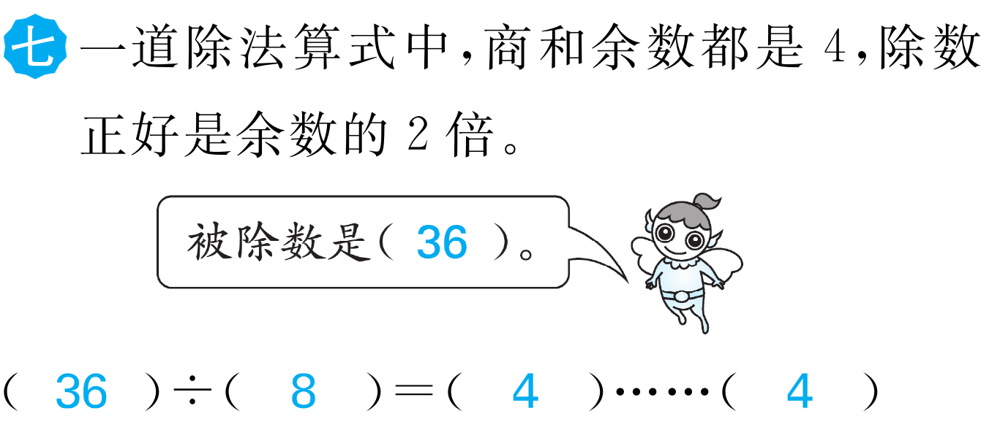 七 一道除法算式中,商和余数都是 4,除数
正好是余数的 2 倍。
被除数是( 36 )。
( 36 )÷( 8 )=( 4 )……( 4 )